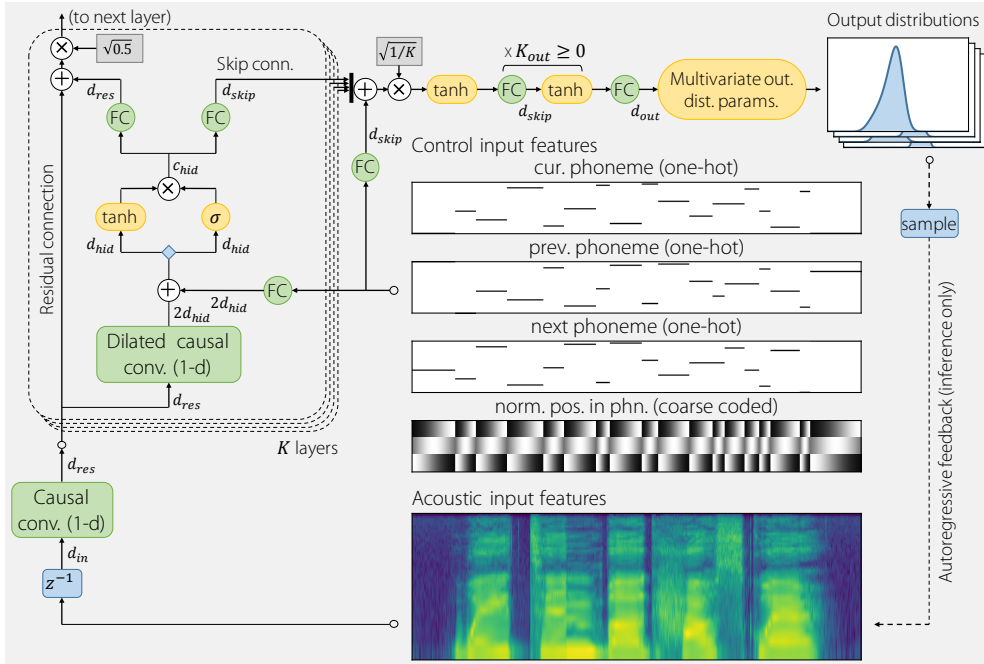 (to next layer)
× √0.5
+
Residual connection
d_res
Skip conn.
d_skip
FC
FC
c_hid
×
tanh
σ
d_hid
d_hid
+
2d_hid
2d_hid
FC
Dilated causal
conv. (1-d)
d_res
K layers
d_res
Causal
conv. (1-d)
d_in
z⁻¹
√1/K
+
×
tanh
× K_out ≥ 0
FC
tanh
d_skip
FC
d_out
Multivariate out.
dist. params.
Output distributions
d_skip
FC
sample
Autoregressive feedback (inference only)
Control input features
cur. phoneme (one-hot)
prev. phoneme (one-hot)
next phoneme (one-hot)
norm. pos. in phn. (coarse coded)
Acoustic input features